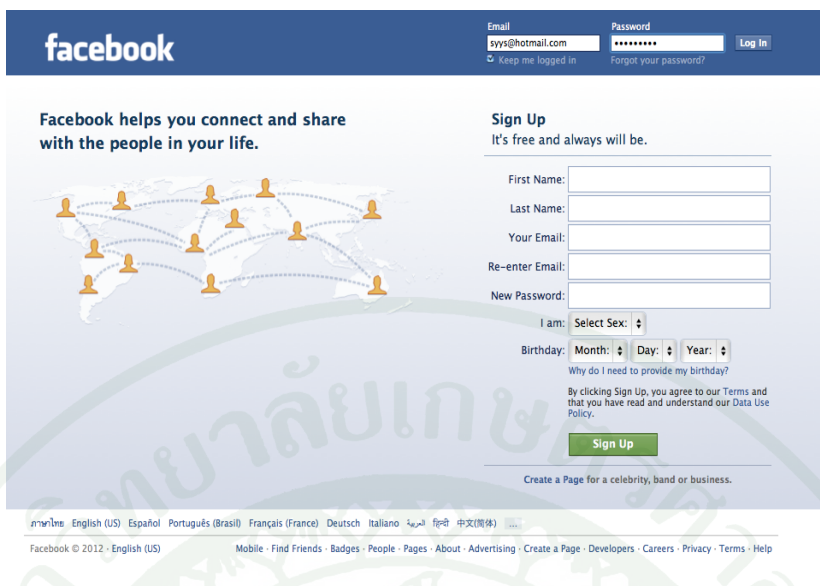 facebook
Email
Password
syys@hotmail.com
•••••••••
Log In
Keep me logged in
Forgot your password?
Facebook helps you connect and share
with the people in your life.
Sign Up
It's free and always will be.
First Name:
Last Name:
Your Email:
Re-enter Email:
New Password:
I am: Select Sex:
Birthday: Month: Day: Year:
Why do I need to provide my birthday?
By clicking Sign Up, you agree to our Terms and
that you have read and understand our Data Use
Policy.
Sign Up
Create a Page for a celebrity, band or business.
ภาษาไทย English (US) Español Português (Brasil) Français (France) Deutsch Italiano العربية हिन्दी 中文(简体) ...
Facebook © 2012 · English (US)
Mobile · Find Friends · Badges · People · Pages · About · Advertising · Create a Page · Developers · Careers · Privacy · Terms · Help